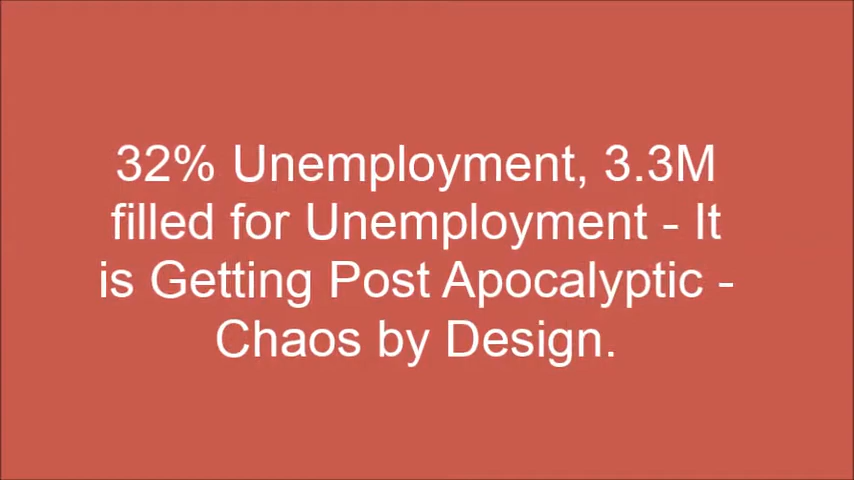 32% Unemployment, 3.3M
filled for Unemployment - It
is Getting Post Apocalyptic -
Chaos by Design.